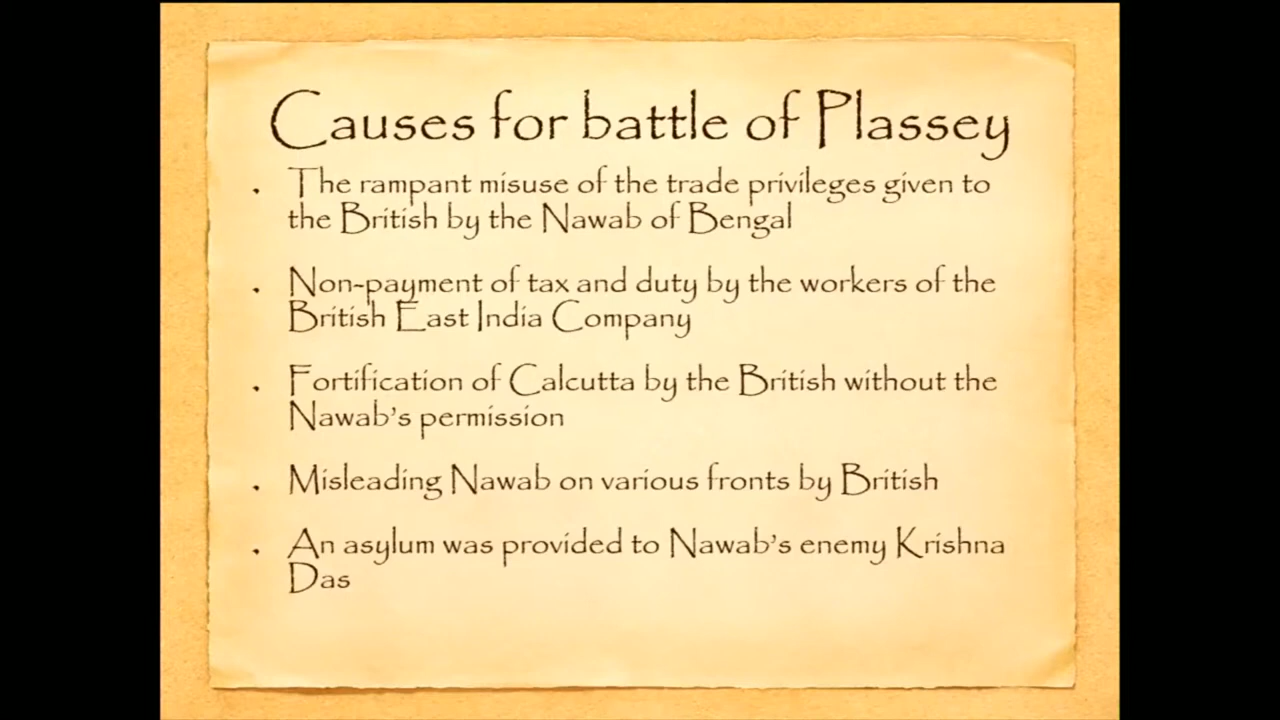 Causes for battle of Plassey
• The rampant misuse of the trade privileges given to
the British by the Nawab of Bengal
• Non-payment of tax and duty by the workers of the
British East India Company
• Fortification of Calcutta by the British without the
Nawab's permission
• Misleading Nawab on various fronts by British
• An asylum was provided to Nawab's enemy Krishna
Das